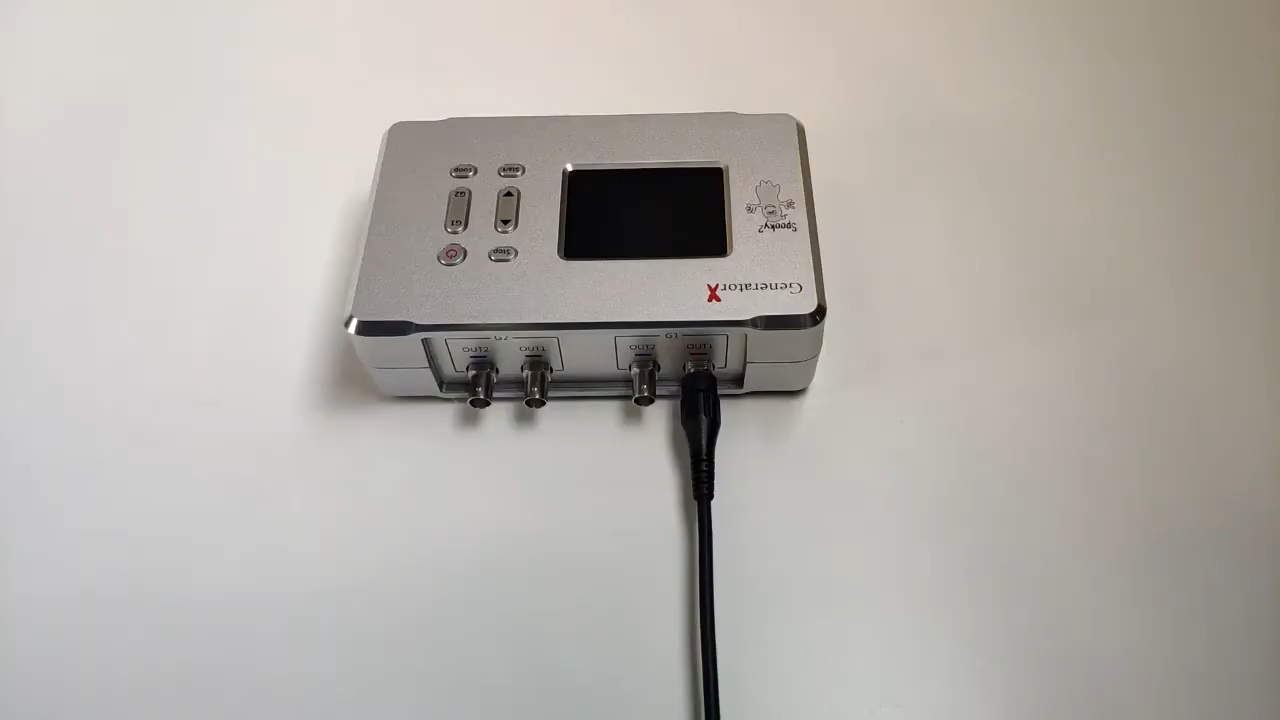 GeneratorX
Spooky2
Stop
Start
G1 G2
Loop
G2
OUT2 OUT1
G1
OUT2 OUT1